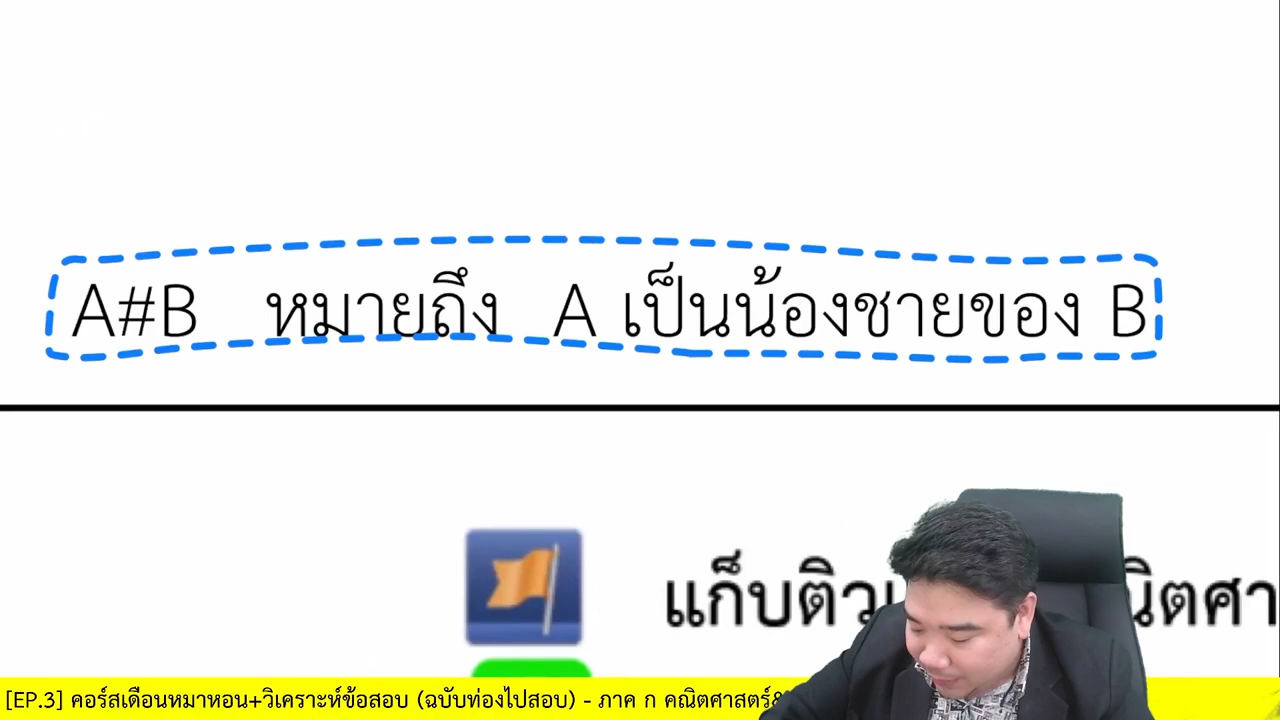 A#B หมายถึง A เป็นน้องชายของ B
แก็บติว
[EP.3] คอร์สเดือนหมาหอน+วิเคราะห์ข้อสอบ (ฉบับท่องไปสอบ) - ภาค ก คณิตศาสตร์